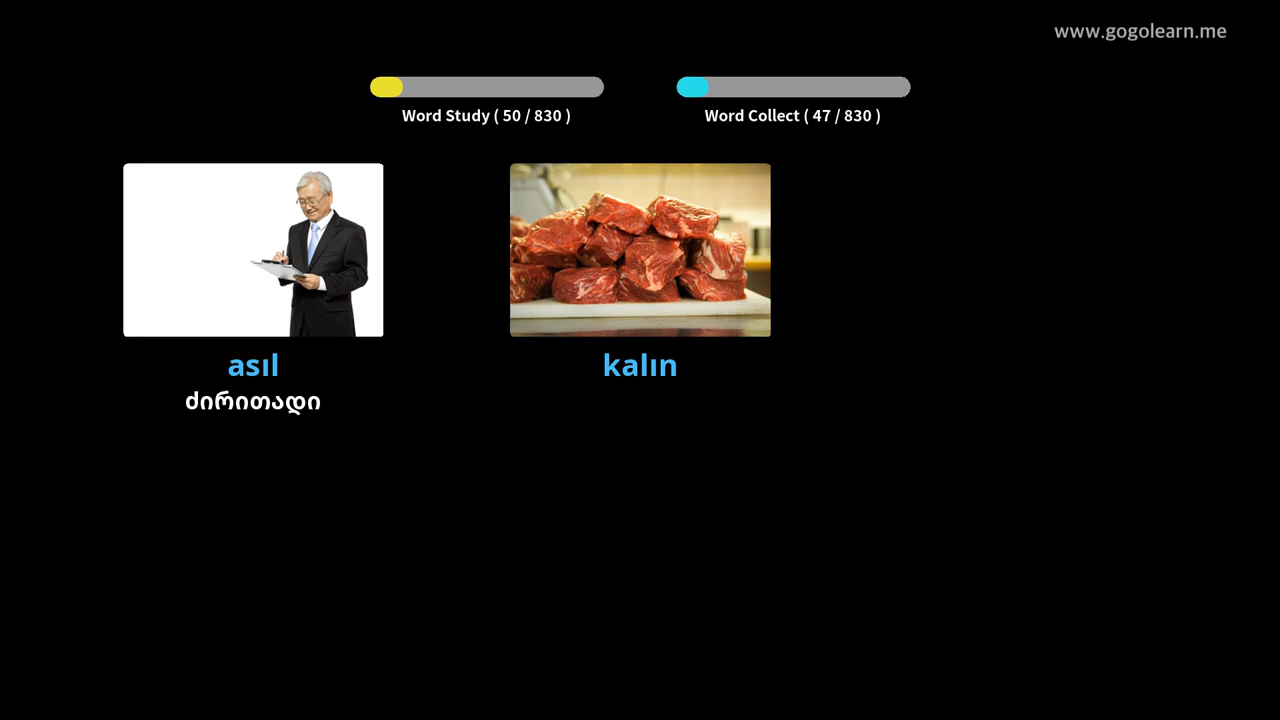 www.gogolearn.me
Word Study ( 50 / 830 )
Word Collect ( 47 / 830 )
asıl
ძირითადი
kalın